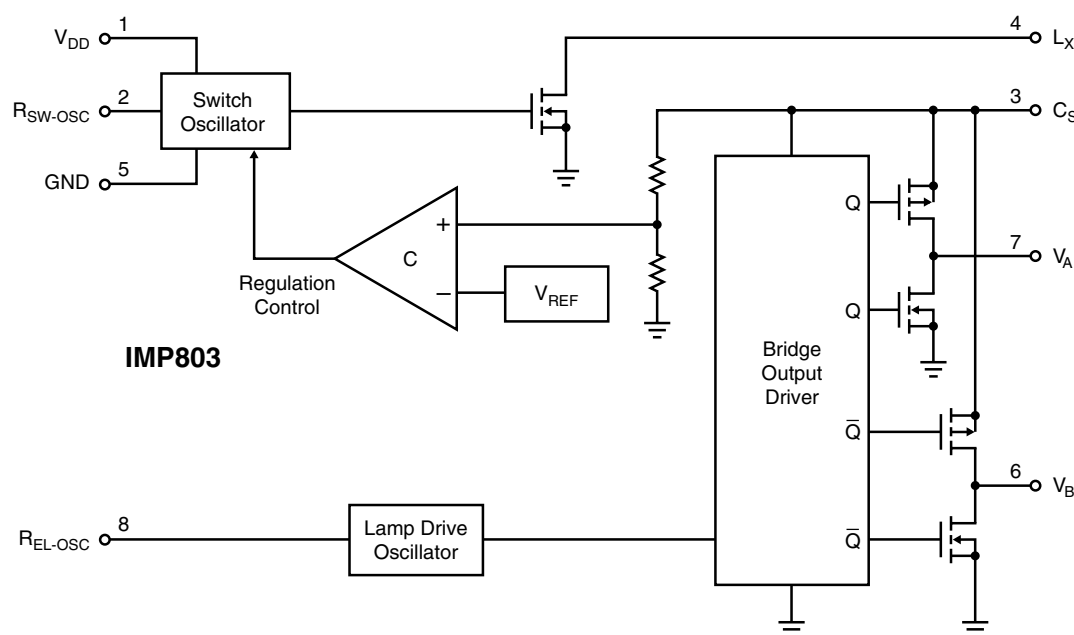 1
V_DD
4
L_X
2
R_SW-OSC
Switch
Oscillator
3
C_S
5
GND
Q
+
C
7
V_A
Regulation
Control
−
V_REF
Q
IMP803
Bridge
Output
Driver
Q̅
6
V_B
8
R_EL-OSC
Lamp Drive
Oscillator
Q̅